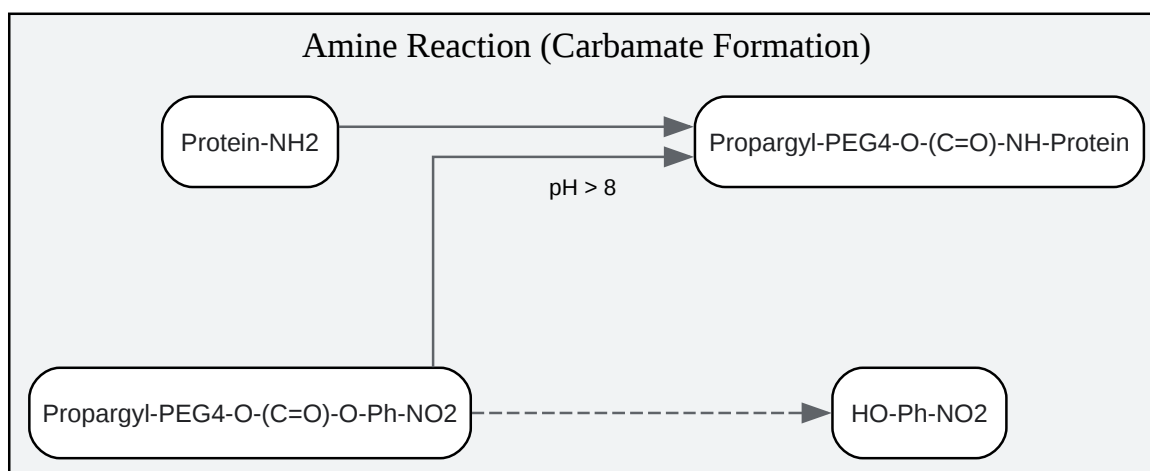 Amine Reaction (Carbamate Formation)
Protein-NH2
Propargyl-PEG4-O-(C=O)-NH-Protein
pH > 8
Propargyl-PEG4-O-(C=O)-O-Ph-NO2
HO-Ph-NO2